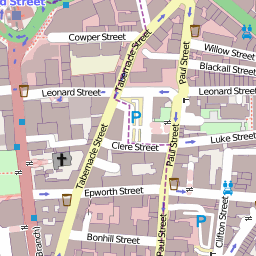 d Street
Cowper Street
Tabernacle Street
Willow Street
Paul Street
Blackall Street
Leonard Street
Leonard Street
P
Luke Street
Clere Street
Tabernacle Street
Paul Street
Epworth Street
P
Clifton Street
Branch)
Bonhill Street
Paul Street